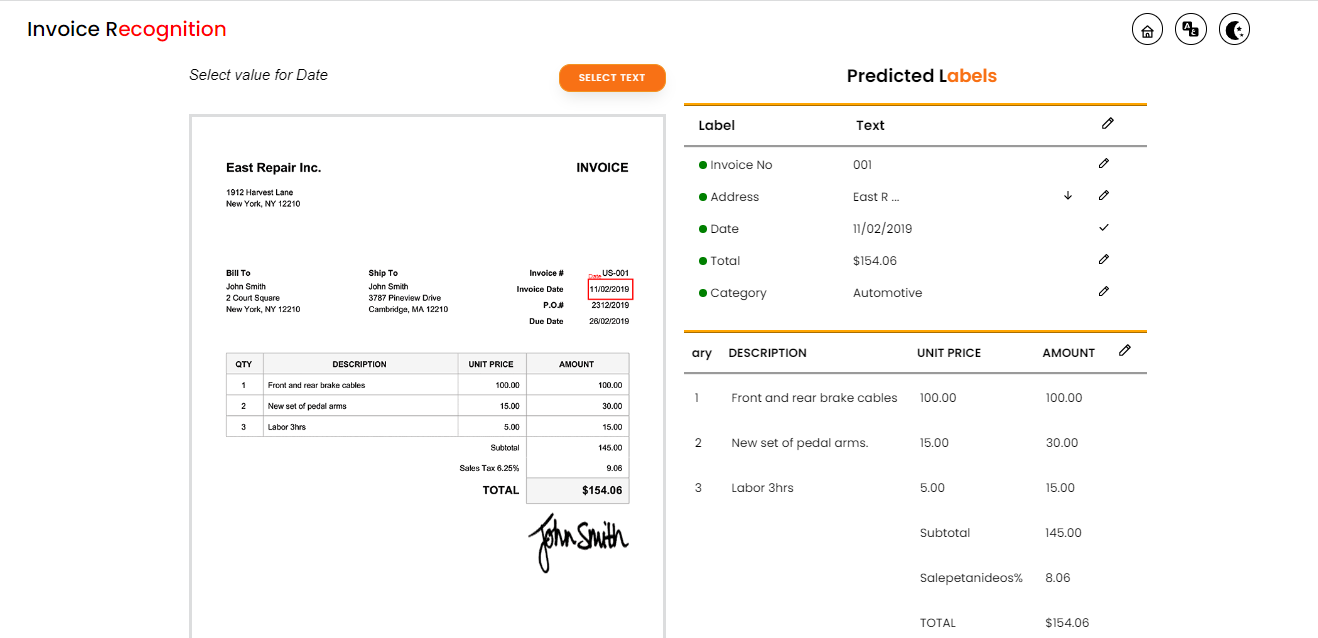 Invoice Recognition
Select value for Date
SELECT TEXT
East Repair Inc.
INVOICE
1912 Harvest Lane
New York, NY 12210
Bill To
John Smith
2 Court Square
New York, NY 12210
Ship To
John Smith
3787 Pineview Drive
Cambridge, MA 12210
Invoice # US-001
Date
Invoice Date 11/02/2019
P.O.# 2312/2019
Due Date 26/02/2019
QTY DESCRIPTION UNIT PRICE AMOUNT
1 Front and rear brake cables 100.00 100.00
2 New set of pedal arms 15.00 30.00
3 Labor 3hrs 5.00 15.00
Subtotal 145.00
Sales Tax 6.25% 9.06
TOTAL $154.06
John Smith
Predicted Labels
Label Text
Invoice No 001
Address East R ...
Date 11/02/2019
Total $154.06
Category Automotive
ary DESCRIPTION UNIT PRICE AMOUNT
1 Front and rear brake cables 100.00 100.00
2 New set of pedal arms. 15.00 30.00
3 Labor 3hrs 5.00 15.00
Subtotal 145.00
Salepetanideos% 8.06
TOTAL $154.06